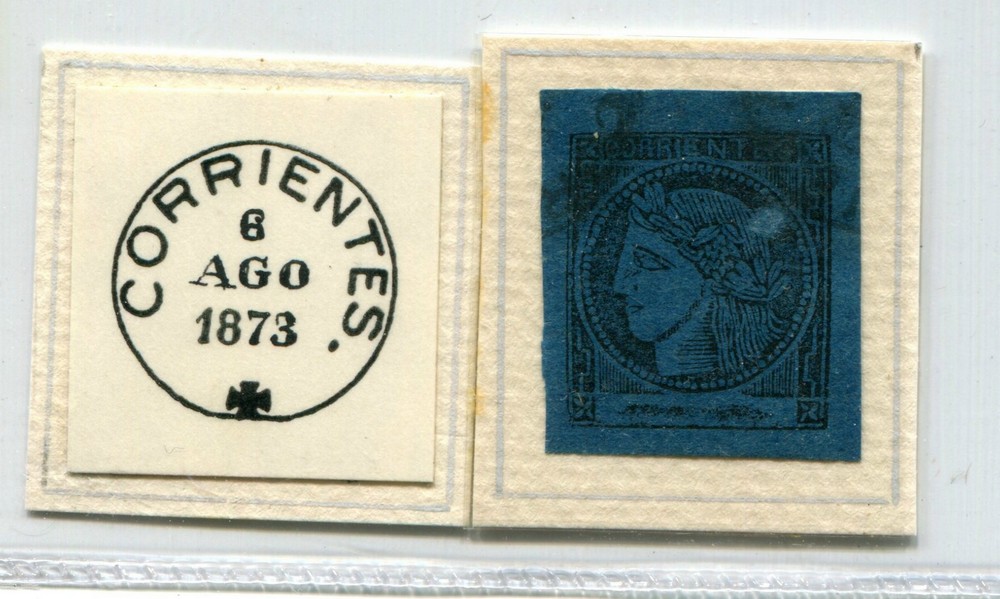 CORRIENTES.
6
AGO
1873
CORRIENTES